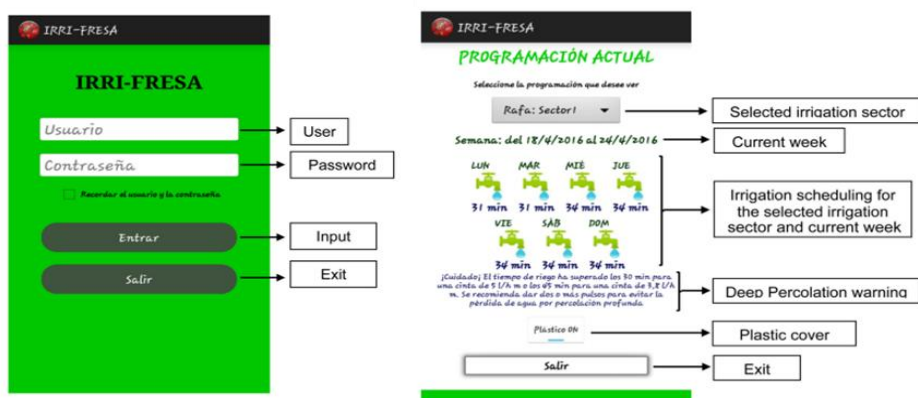 IRRI-FRESA
IRRI-FRESA
Usuario
User
Contraseña
Password
Recordar el usuario y la contraseña
Entrar
Input
Salir
Exit
IRRI-FRESA
PROGRAMACIÓN ACTUAL
Seleccione la programación que desee ver
Rafa: Sector1
Selected irrigation sector
Semana: del 18/4/2016 al 24/4/2016
Current week
LUN MAR MIÉ JUE
31 min 31 min 34 min 34 min
VIE SÁB DOM
34 min 34 min 34 min
Irrigation scheduling for
the selected irrigation
sector and current week
¡Cuidado¡ El tiempo de riego ha superado los 30 min para
una cinta de 5 l/h m o los 45 min para una cinta de 3,8 l/h
m. Se recomienda dar dos o más pulsos para evitar la
pérdida de agua por percolación profunda
Deep Percolation warning
Plástico ON
Plastic cover
Salir
Exit